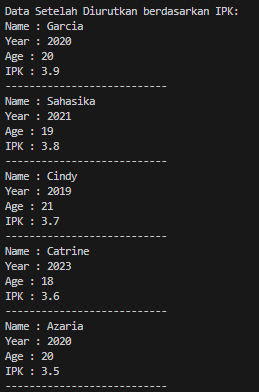 Data Setelah Diurutkan berdasarkan IPK:
Name : Garcia
Year : 2020
Age : 20
IPK : 3.9
---------------------------
Name : Sahasika
Year : 2021
Age : 19
IPK : 3.8
---------------------------
Name : Cindy
Year : 2019
Age : 21
IPK : 3.7
---------------------------
Name : Catrine
Year : 2023
Age : 18
IPK : 3.6
---------------------------
Name : Azaria
Year : 2020
Age : 20
IPK : 3.5
---------------------------